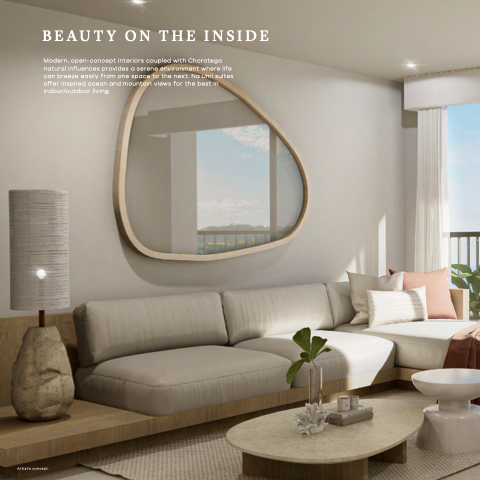 BEAUTY ON THE INSIDE
Modern, open-concept interiors coupled with Chorotega
natural influences provides a serene environment where life
can breeze easily from one space to the next. Na'Umi suites
offer inspired ocean and mountain views for the best in
indoor/outdoor living.
Artist's concept.